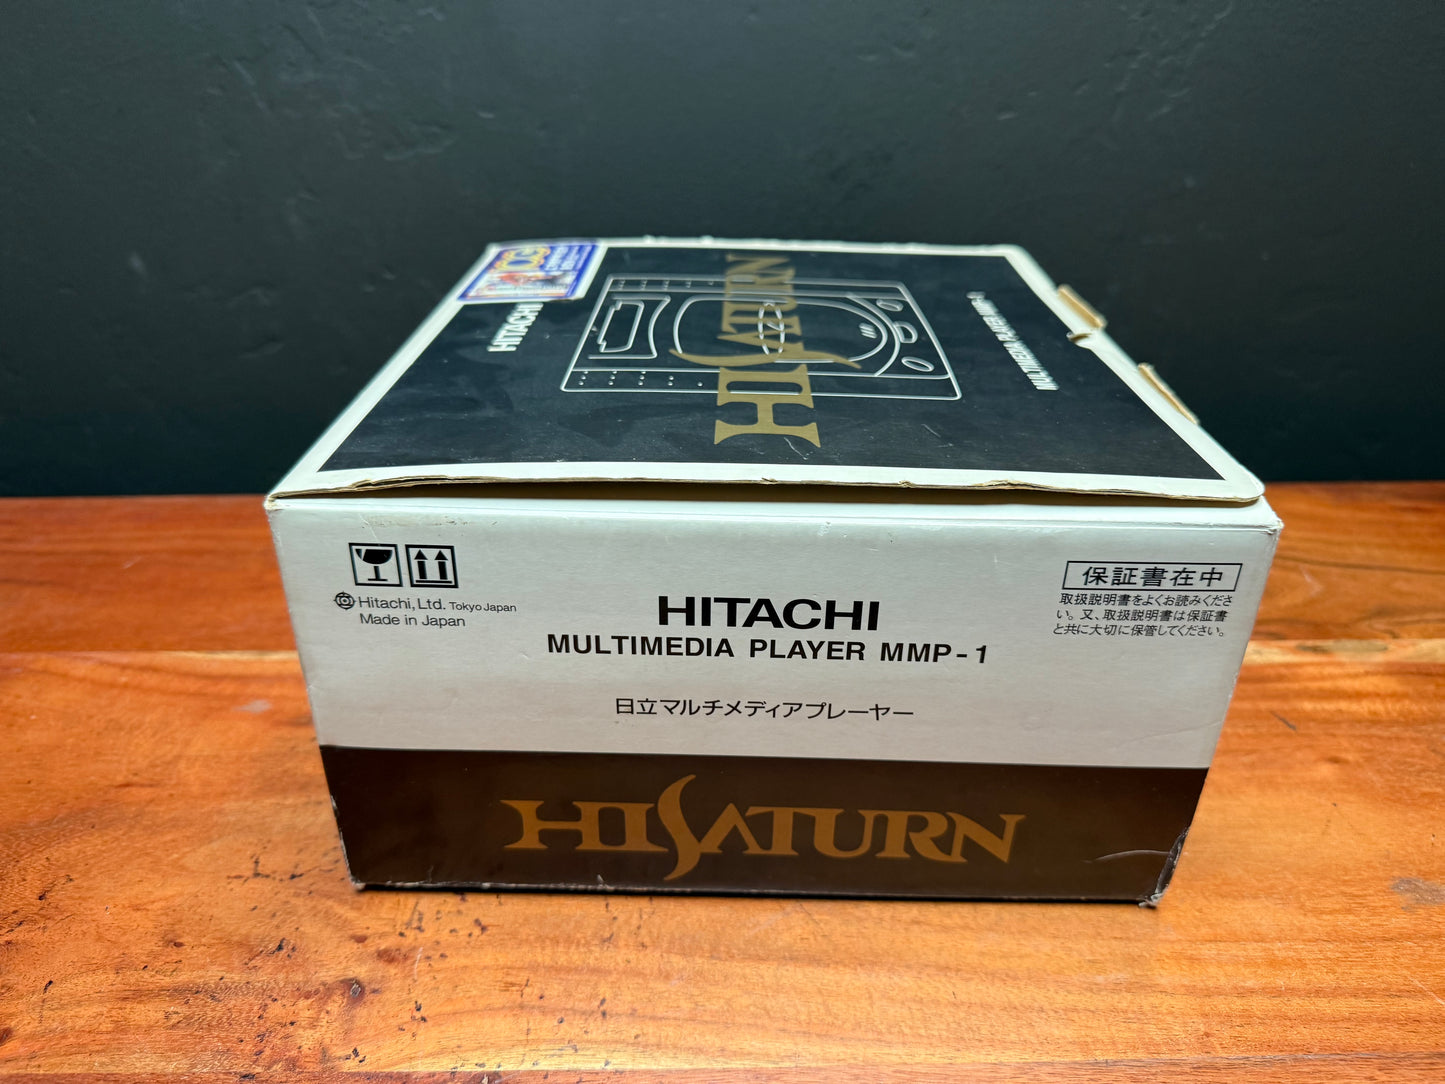 HITACHI
HISATURN
MULTIMEDIA PLAYER MMP-1
Hitachi, Ltd. Tokyo Japan
Made in Japan
HITACHI
MULTIMEDIA PLAYER MMP-1
日立マルチメディアプレーヤー
保証書在中
取扱説明書をよくお読みくださ
い。又、取扱説明書は保証書
と共に大切に保管してください。
HISATURN